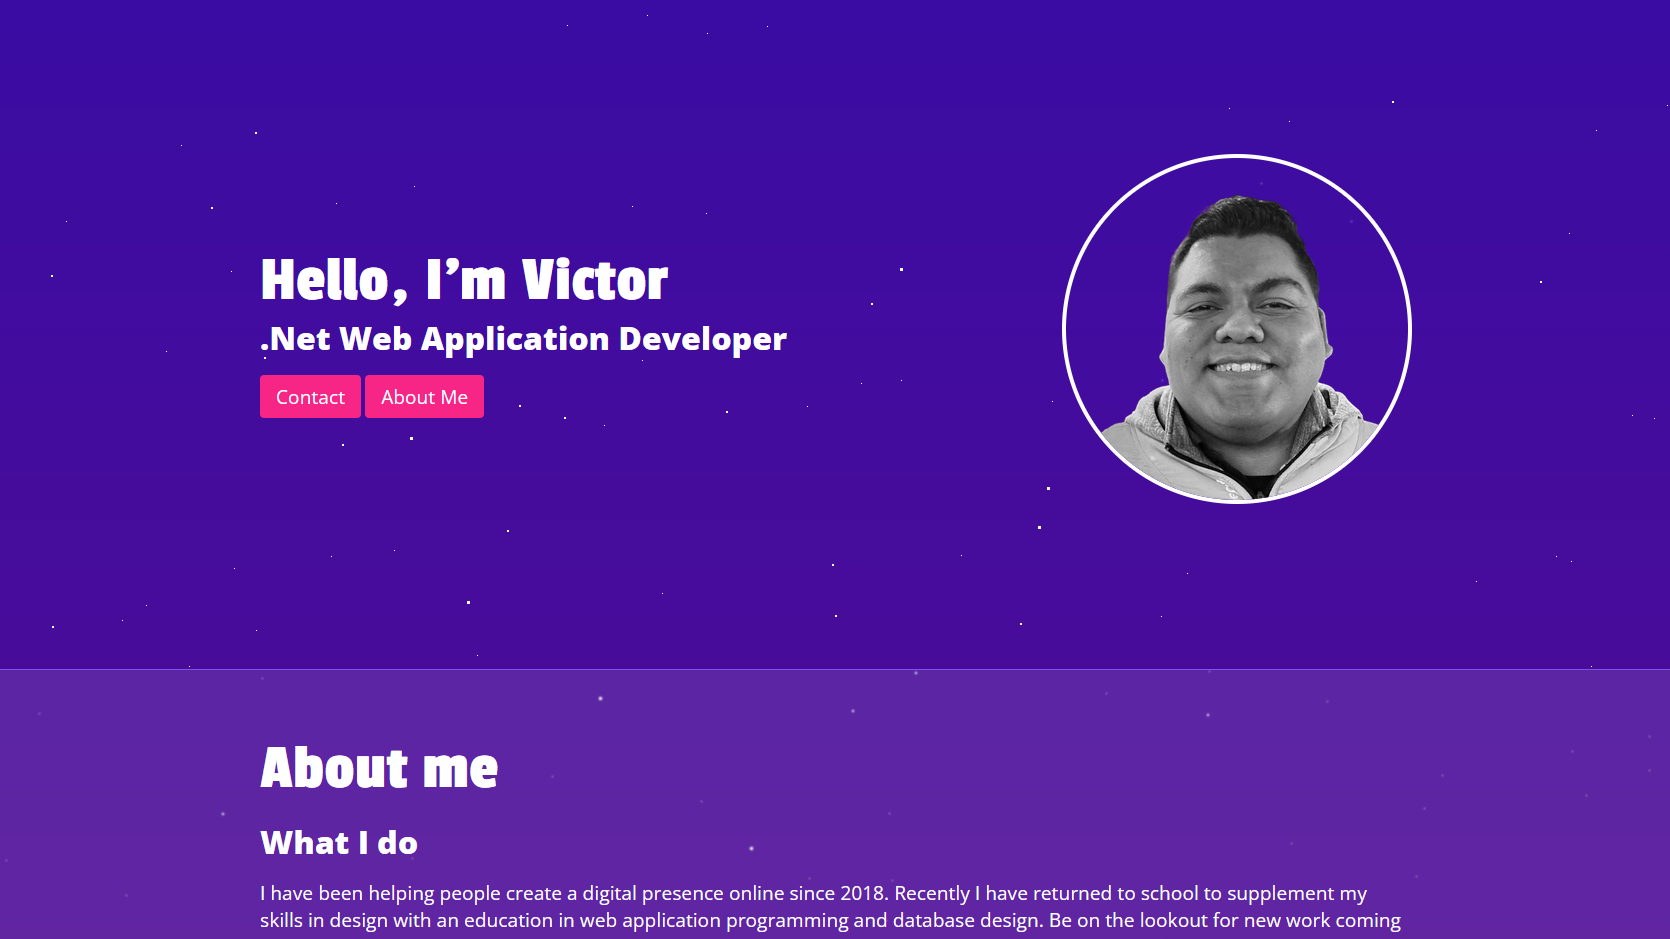 Hello, I’m Victor
.Net Web Application Developer
Contact About Me
About me
What I do
I have been helping people create a digital presence online since 2018. Recently I have returned to school to supplement my
skills in design with an education in web application programming and database design. Be on the lookout for new work coming